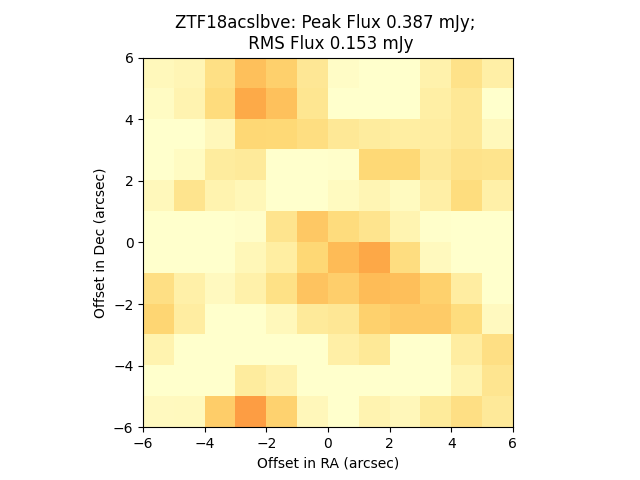 ZTF18acslbve: Peak Flux 0.387 mJy;
RMS Flux 0.153 mJy
6
4
2
0
−2
−4
−6
Offset in Dec (arcsec)
−6 −4 −2 0 2 4 6
Offset in RA (arcsec)